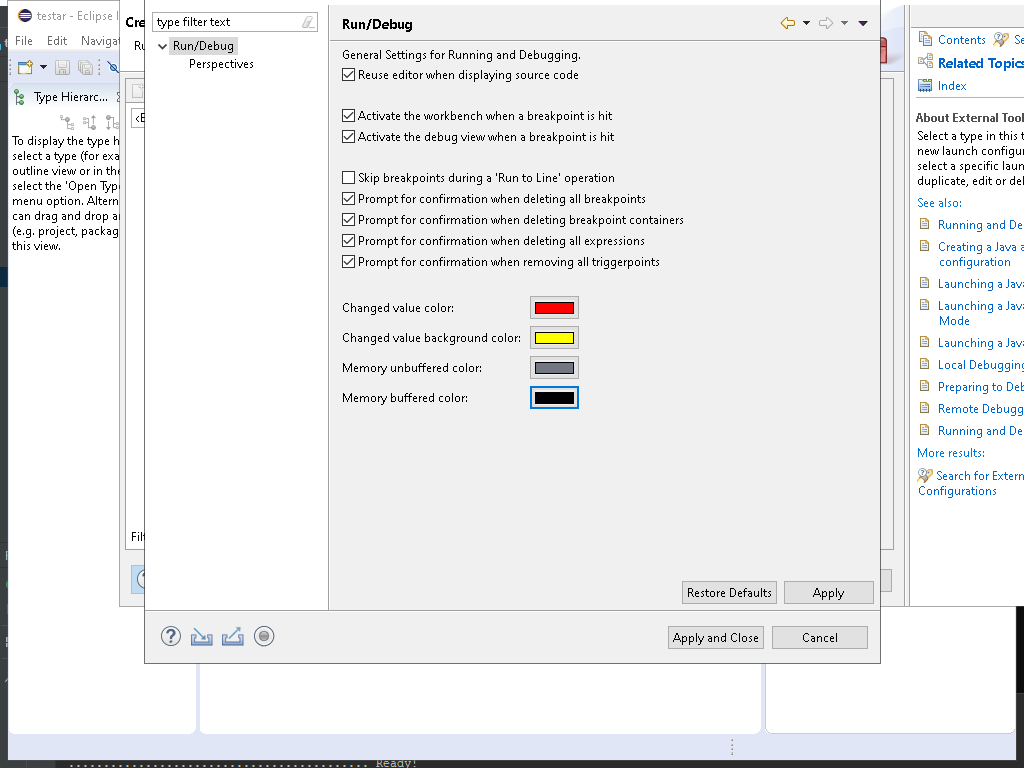 testar - Eclipse I
File Edit Navigat
Type Hierarc...
To display the type h
select a type (for exa
outline view or in the
select the 'Open Type
menu option. Altern
can drag and drop a
(e.g. project, packag
this view.
Cre
Ru
type filter text
Run/Debug
Perspectives
Run/Debug
General Settings for Running and Debugging.
Reuse editor when displaying source code
Activate the workbench when a breakpoint is hit
Activate the debug view when a breakpoint is hit
Skip breakpoints during a 'Run to Line' operation
Prompt for confirmation when deleting all breakpoints
Prompt for confirmation when deleting breakpoint containers
Prompt for confirmation when deleting all expressions
Prompt for confirmation when removing all triggerpoints
Changed value color:
Changed value background color:
Memory unbuffered color:
Memory buffered color:
Restore Defaults Apply
Apply and Close Cancel
Filt
Contents Se
Related Topics
Index
About External Tool
Select a type in this t
new launch configur
select a specific laun
duplicate, edit or del
See also:
Running and De
Creating a Java a
configuration
Launching a Java
Launching a Java
Mode
Launching a Java
Local Debugging
Preparing to Deb
Remote Debugg
Running and De
More results:
Search for Extern
Configurations
Ready!